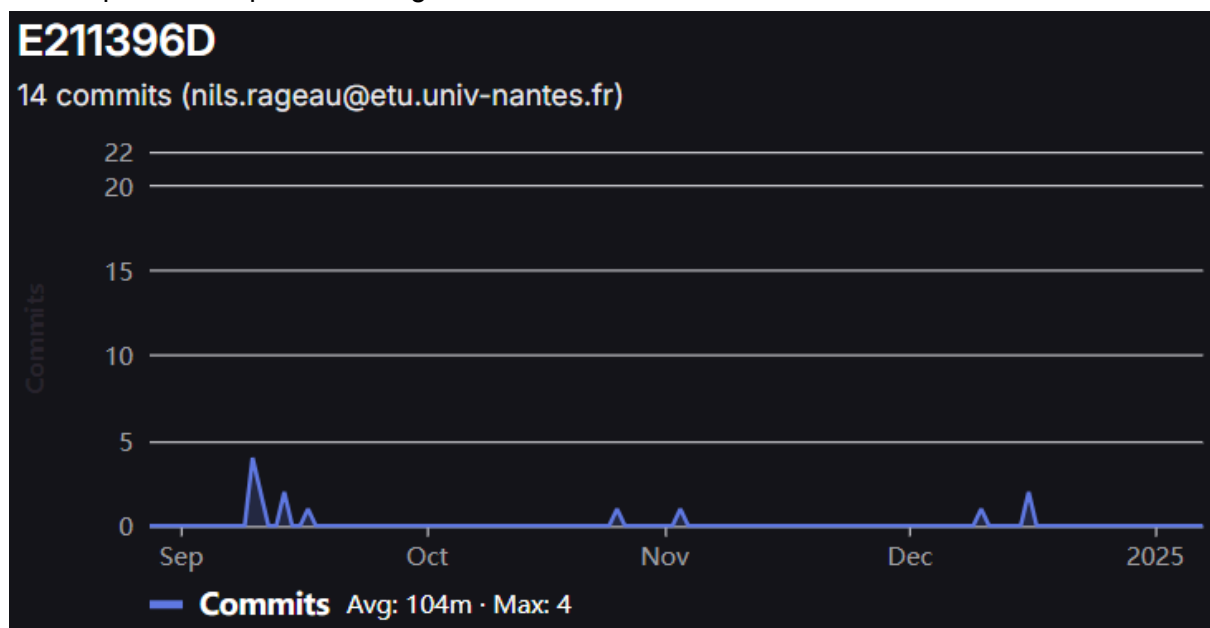 E211396D
14 commits (nils.rageau@etu.univ-nantes.fr)
22
20
15
10
5
0
Commits
Sep Oct Nov Dec 2025
Commits Avg: 104m · Max: 4